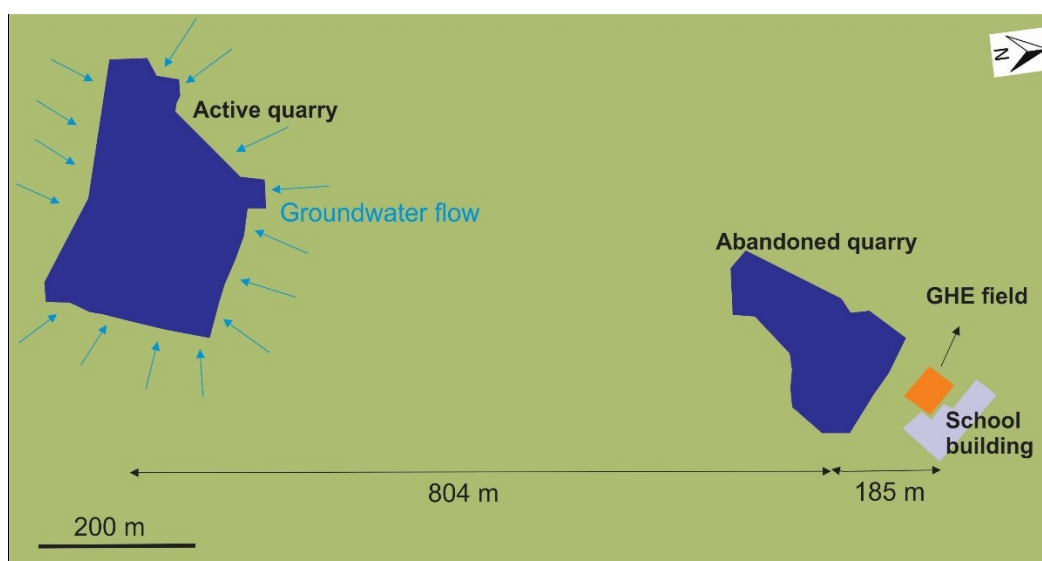 N
Active quarry
Groundwater flow
Abandoned quarry
GHE field
School
building
804 m
185 m
200 m